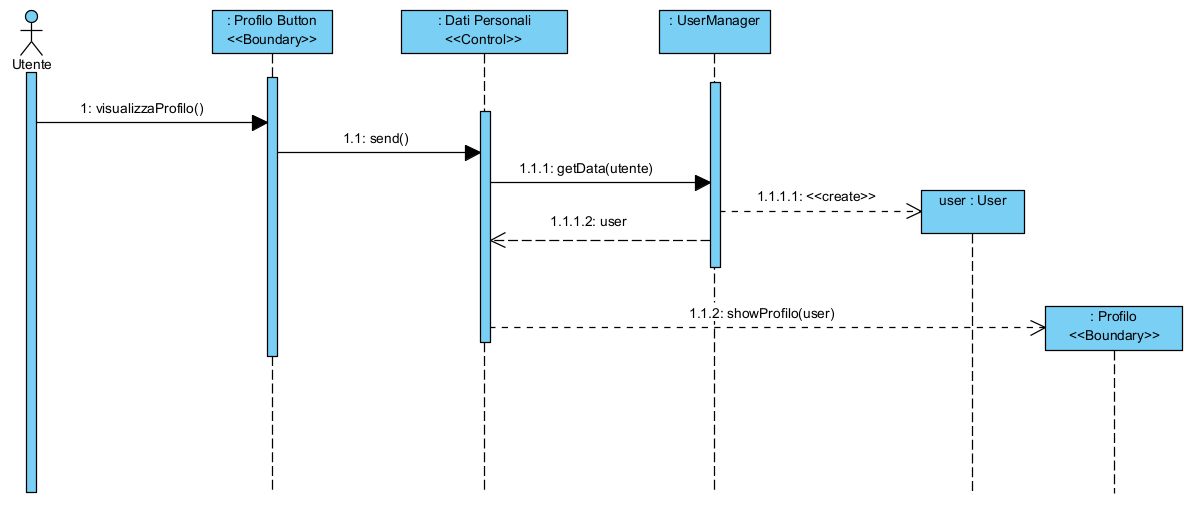 : Profilo Button
<<Boundary>>
: Dati Personali
<<Control>>
: UserManager
Utente
1: visualizzaProfilo()
1.1: send()
1.1.1: getData(utente)
1.1.1.1: <<create>>
user : User
1.1.1.2: user
1.1.2: showProfilo(user)
: Profilo
<<Boundary>>